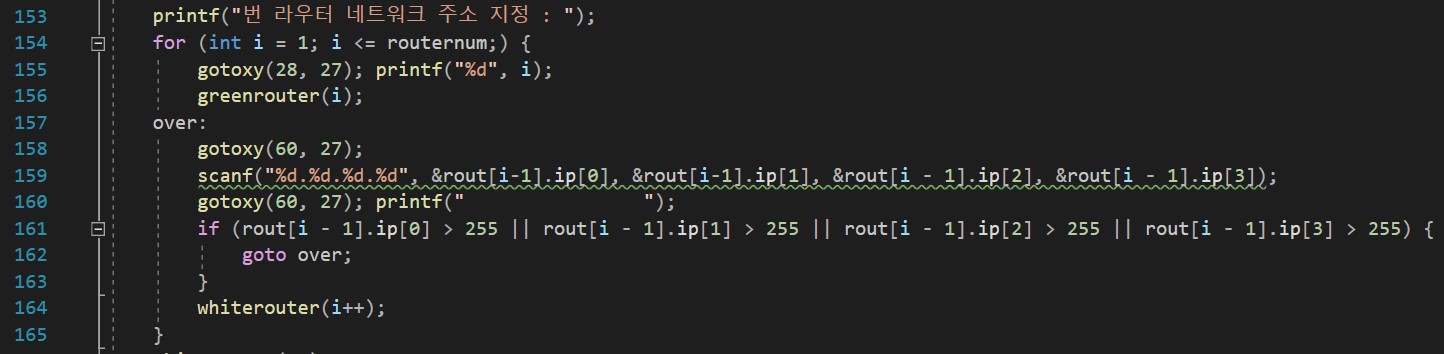 153 printf("번 라우터 네트워크 주소 지정 : ");
154 for (int i = 1; i <= routernum;) {
155 gotoxy(28, 27); printf("%d", i);
156 greenrouter(i);
157 over:
158 gotoxy(60, 27);
159 scanf("%d.%d.%d.%d", &rout[i-1].ip[0], &rout[i-1].ip[1], &rout[i - 1].ip[2], &rout[i - 1].ip[3]);
160 gotoxy(60, 27); printf("                ");
161 if (rout[i - 1].ip[0] > 255 || rout[i - 1].ip[1] > 255 || rout[i - 1].ip[2] > 255 || rout[i - 1].ip[3] > 255) {
162 goto over;
163 }
164 whiterouter(i++);
165 }